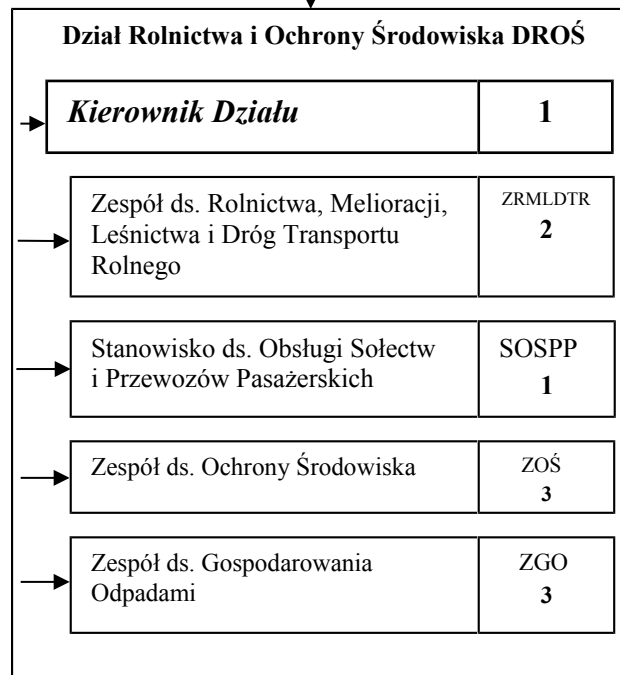 Dział Rolnictwa i Ochrony Środowiska DROŚ
Kierownik Działu
1
Zespół ds. Rolnictwa, Melioracji,
Leśnictwa i Dróg Transportu
Rolnego
ZRMLDTR
2
Stanowisko ds. Obsługi Sołectw
i Przewozów Pasażerskich
SOSPP
1
Zespół ds. Ochrony Środowiska
ZOŚ
3
Zespół ds. Gospodarowania
Odpadami
ZGO
3